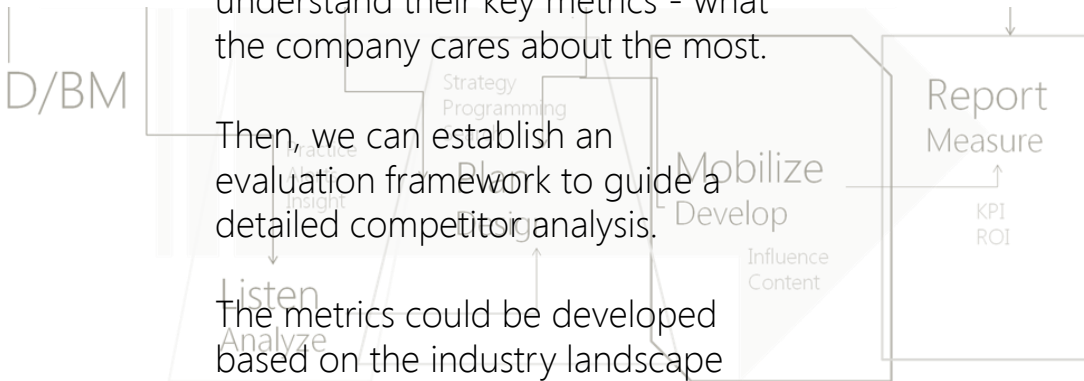 understand their key metrics - what
the company cares about the most.
Then, we can establish an
evaluation framework to guide a
detailed competitor analysis.
The metrics could be developed
based on the industry landscape
D/BM
Strategy
Programming
Practice
Insight
Plan
Design
Listen
Analyze
Mobilize
Develop
Influence
Content
Report
Measure
KPI
ROI